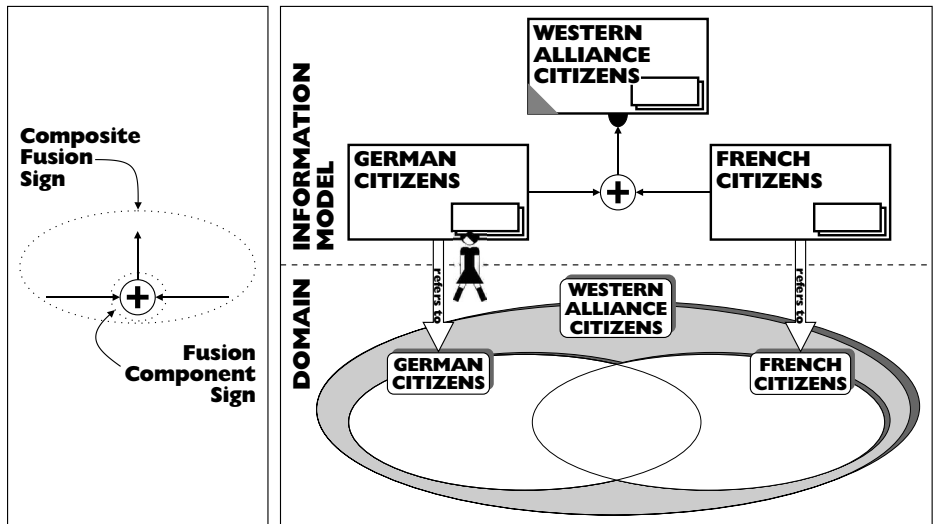 Composite
Fusion
Sign
+
Fusion
Component
Sign
INFORMATION
MODEL
WESTERN
ALLIANCE
CITIZENS
GERMAN
CITIZENS
+
FRENCH
CITIZENS
refers to
refers to
DOMAIN
WESTERN
ALLIANCE
CITIZENS
GERMAN
CITIZENS
FRENCH
CITIZENS